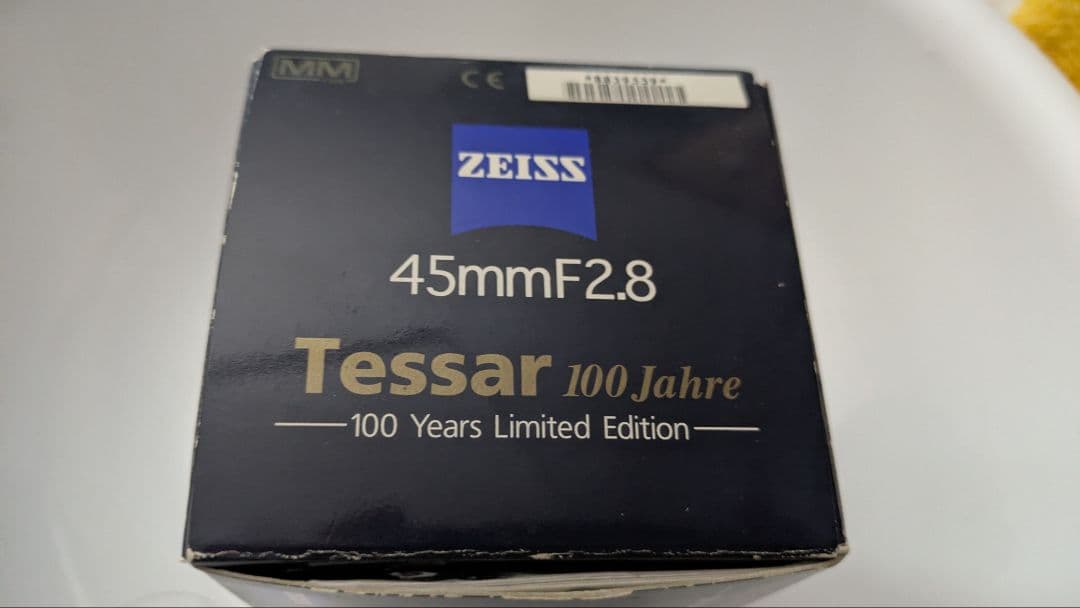 MM
CE
ZEISS
45mmF2.8
Tessar 100 Jahre
100 Years Limited Edition